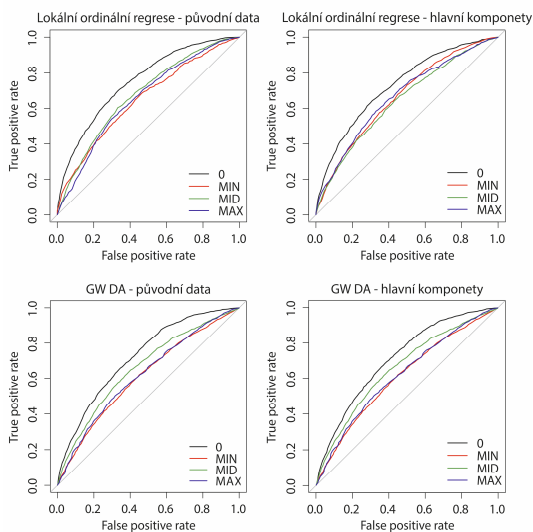 Lokální ordinální regrese - původní data
True positive rate
0.0 0.2 0.4 0.6 0.8 1.0
0
MIN
MID
MAX
0.0 0.2 0.4 0.6 0.8 1.0
False positive rate
Lokální ordinální regrese - hlavní komponety
True positive rate
0.0 0.2 0.4 0.6 0.8 1.0
0
MIN
MID
MAX
0.0 0.2 0.4 0.6 0.8 1.0
False positive rate
GW DA - původní data
True positive rate
0.0 0.2 0.4 0.6 0.8 1.0
0
MIN
MID
MAX
0.0 0.2 0.4 0.6 0.8 1.0
False positive rate
GW DA - hlavní komponety
True positive rate
0.0 0.2 0.4 0.6 0.8 1.0
0
MIN
MID
MAX
0.0 0.2 0.4 0.6 0.8 1.0
False positive rate